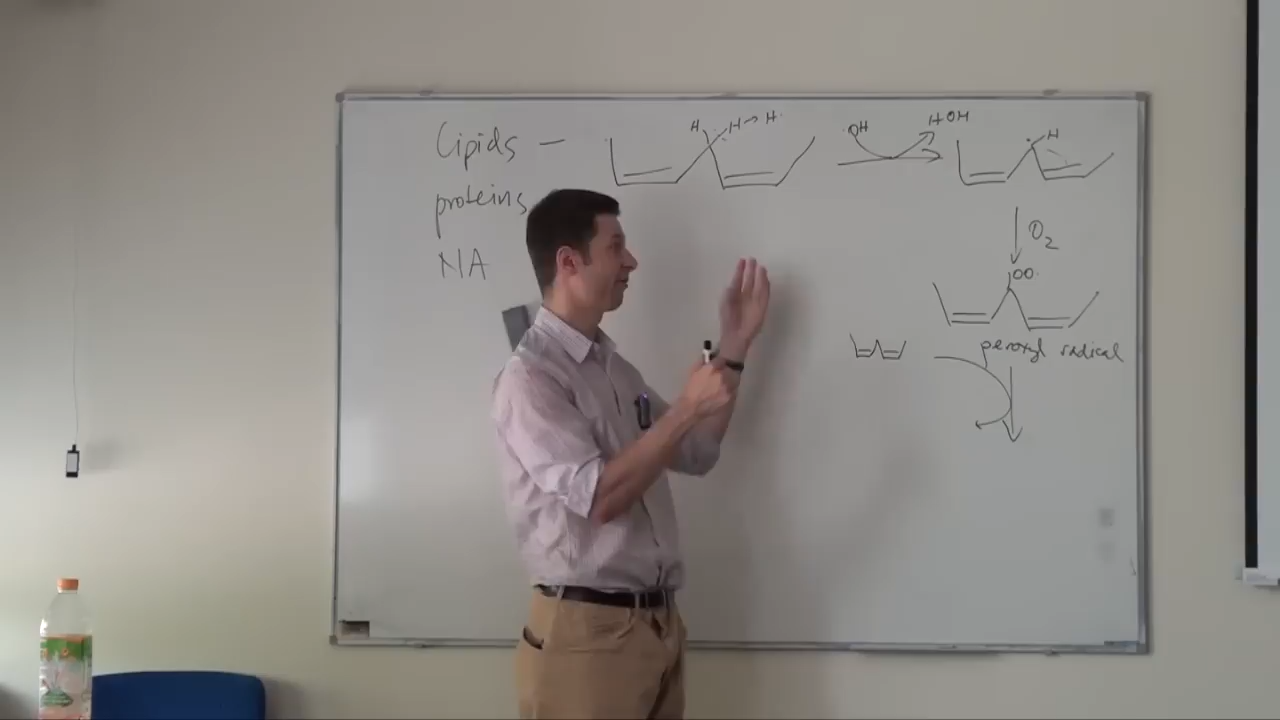 Lipids –
H H → H·
·OH
HOH
H
proteins
O2
NA
OO·
peroxyl radical